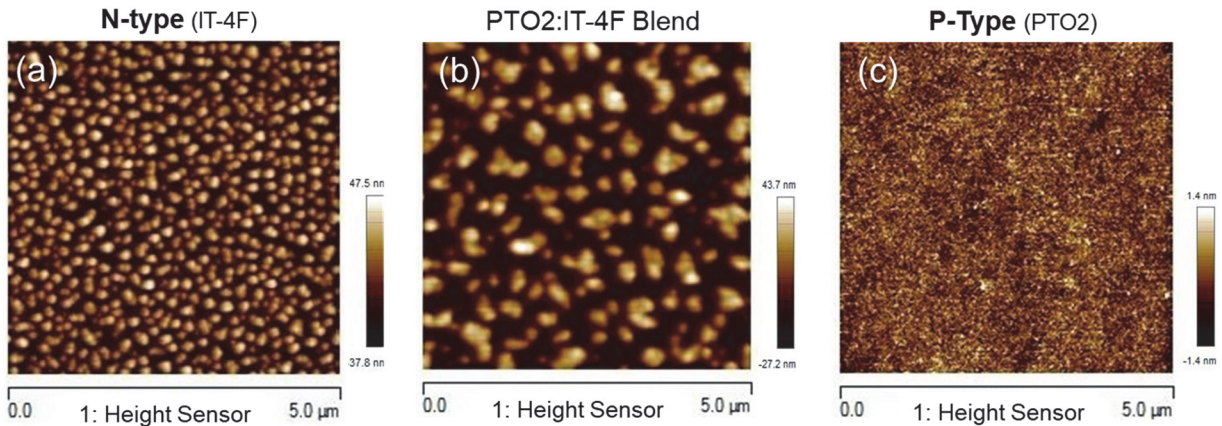 N-type (IT-4F)
PTO2:IT-4F Blend
P-Type (PTO2)
(a)
(b)
(c)
47.5 nm
37.8 nm
43.7 nm
-27.2 nm
1.4 nm
-1.4 nm
0.0
1: Height Sensor
5.0 µm
0.0
1: Height Sensor
5.0 µm
0.0
1: Height Sensor
5.0 µm